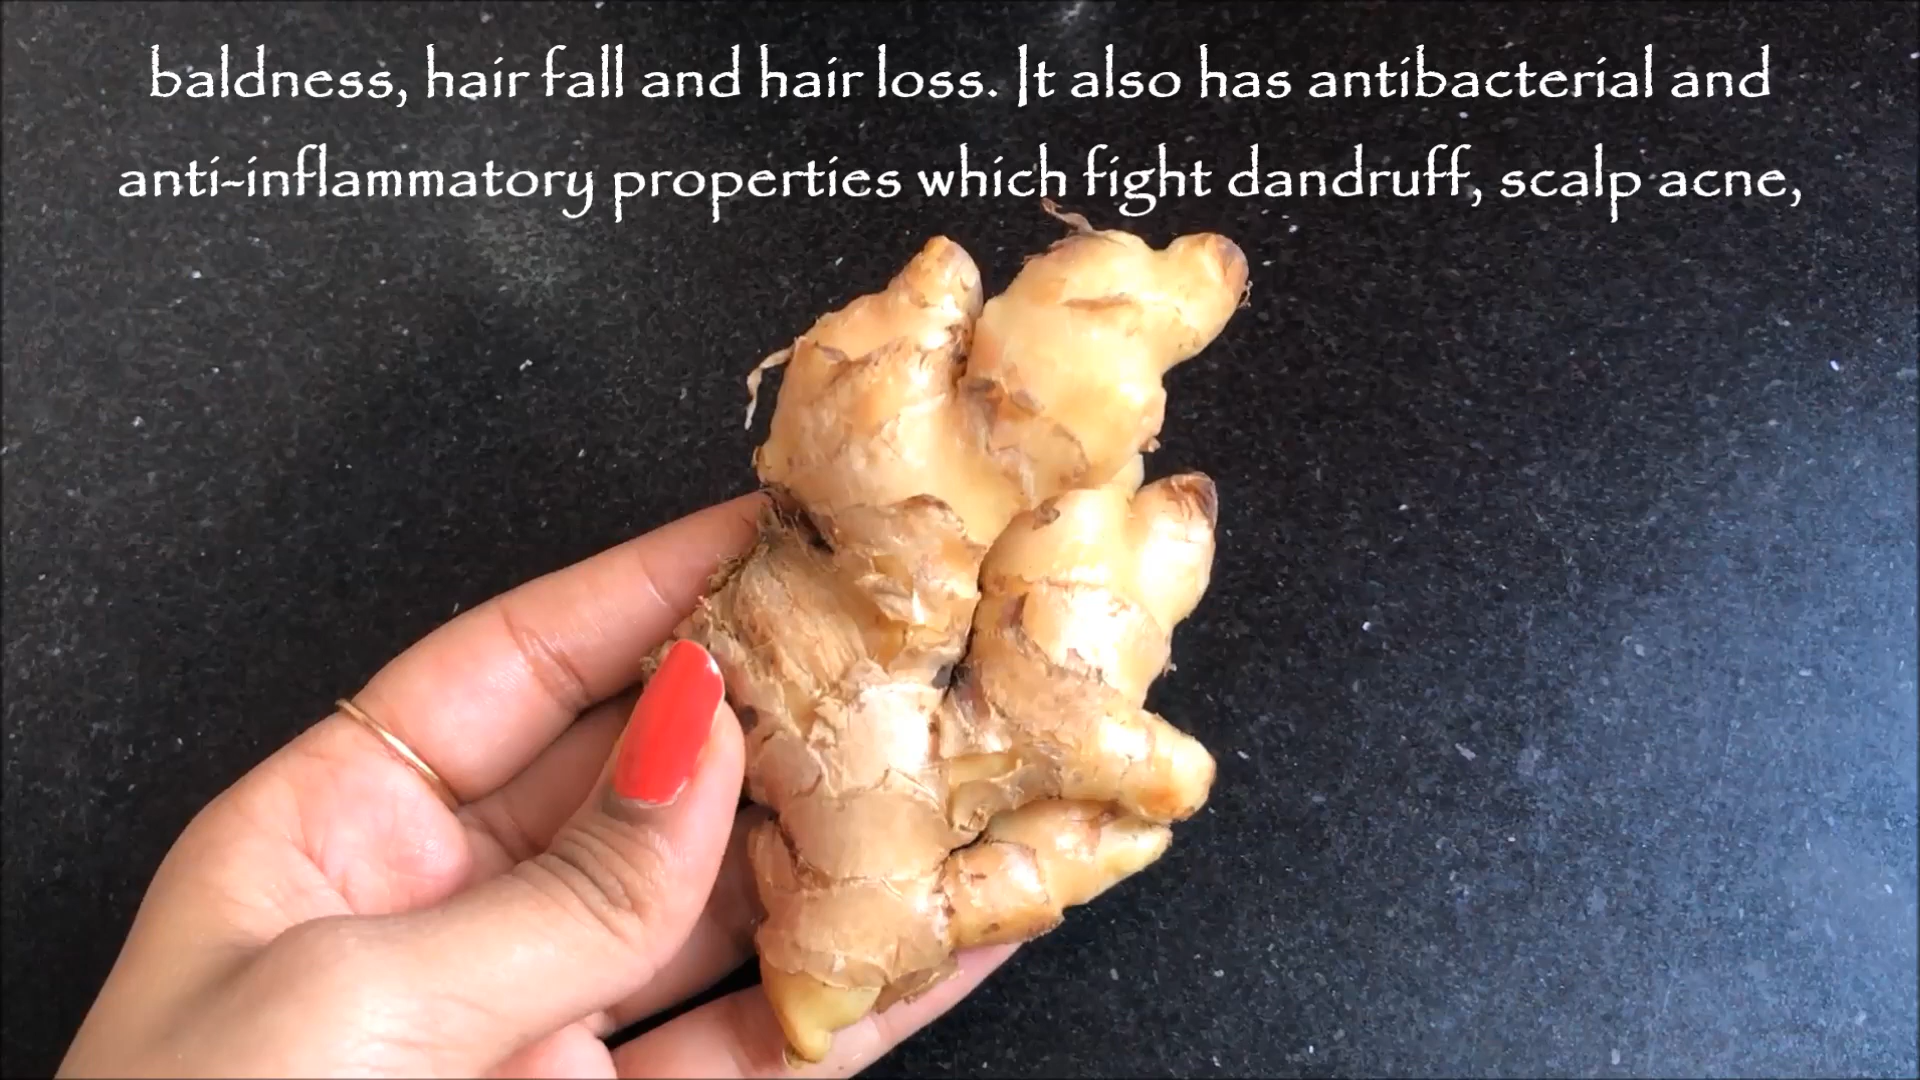 baldness, hair fall and hair loss. It also has antibacterial and
anti-inflammatory properties which fight dandruff, scalp acne,